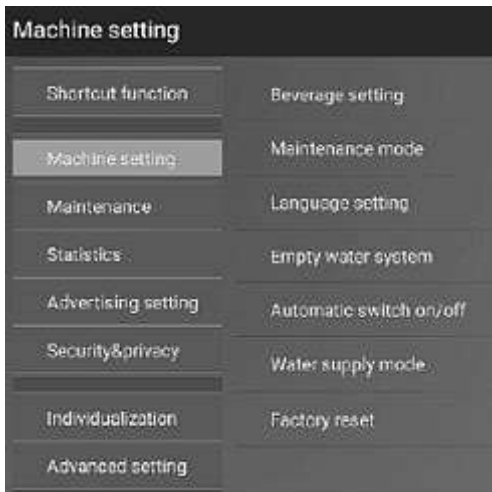 Machine setting
Shortcut function
Machine setting
Maintenance
Statistics
Advertising setting
Security&privacy
Individualization
Advanced setting
Beverage setting
Maintenance mode
Language setting
Empty water system
Automatic switch on/off
Water supply mode
Factory reset